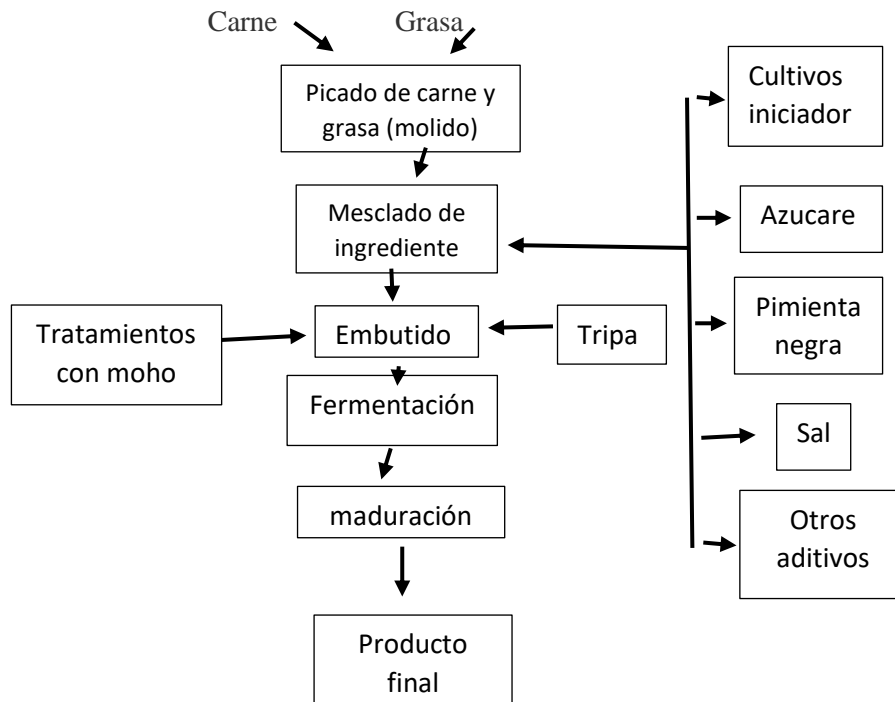 Carne
Grasa
Picado de carne y
grasa (molido)
Mesclado de
ingrediente
Embutido
Tripa
Tratamientos
con moho
Fermentación
maduración
Producto
final
Cultivos
iniciador
Azucare
Pimienta
negra
Sal
Otros
aditivos